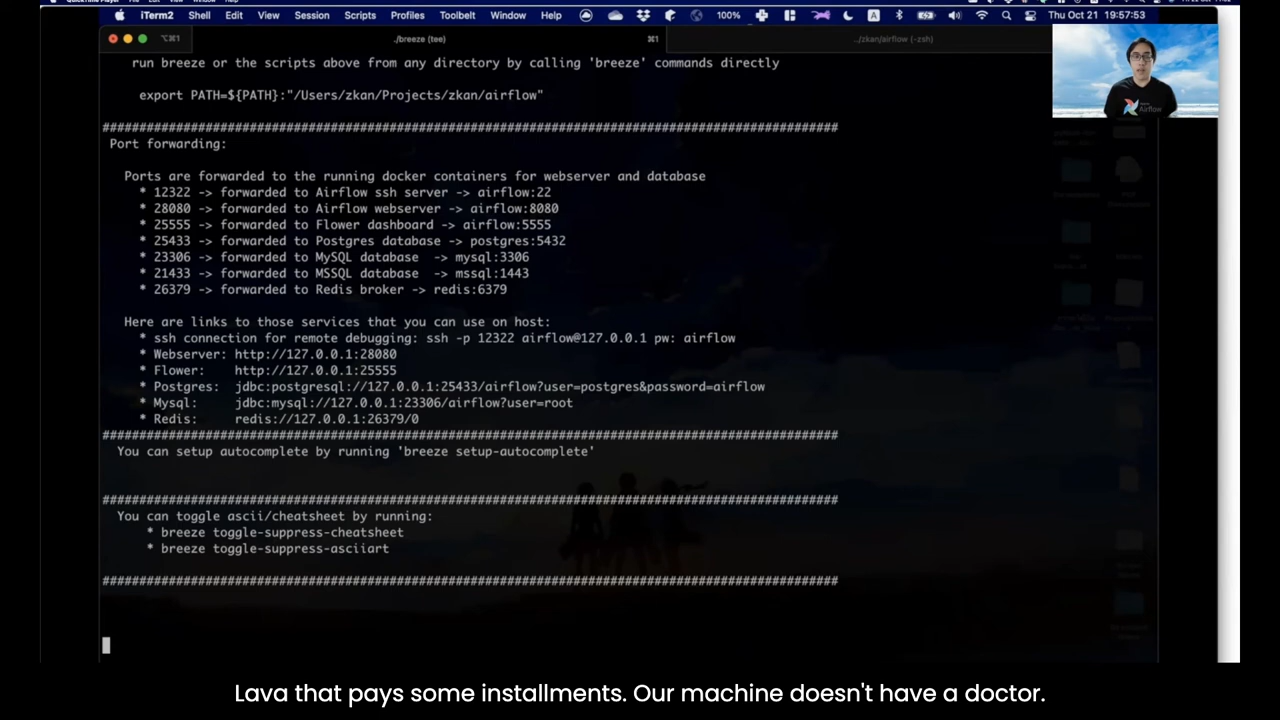 iTerm2 Shell Edit View Session Scripts Profiles Toolbelt Window Help 100% A Thu Oct 21 19:57:53
⌥⌘1 ./breeze (tee) ⌘1 ../zkan/airflow (-zsh)
run breeze or the scripts above from any directory by calling 'breeze' commands directly
export PATH=${PATH}:"/Users/zkan/Projects/zkan/airflow"
####################################################################################################
Port forwarding:
Ports are forwarded to the running docker containers for webserver and database
* 12322 -> forwarded to Airflow ssh server -> airflow:22
* 28080 -> forwarded to Airflow webserver -> airflow:8080
* 25555 -> forwarded to Flower dashboard -> airflow:5555
* 25433 -> forwarded to Postgres database -> postgres:5432
* 23306 -> forwarded to MySQL database -> mysql:3306
* 21433 -> forwarded to MSSQL database -> mssql:1443
* 26379 -> forwarded to Redis broker -> redis:6379
Here are links to those services that you can use on host:
* ssh connection for remote debugging: ssh -p 12322 airflow@127.0.0.1 pw: airflow
* Webserver: http://127.0.0.1:28080
* Flower: http://127.0.0.1:25555
* Postgres: jdbc:postgresql://127.0.0.1:25433/airflow?user=postgres&password=airflow
* Mysql: jdbc:mysql://127.0.0.1:23306/airflow?user=root
* Redis: redis://127.0.0.1:26379/0
####################################################################################################
You can setup autocomplete by running 'breeze setup-autocomplete'
####################################################################################################
You can toggle ascii/cheatsheet by running:
* breeze toggle-suppress-cheatsheet
* breeze toggle-suppress-asciiart
####################################################################################################
Airflow
Lava that pays some installments. Our machine doesn't have a doctor.